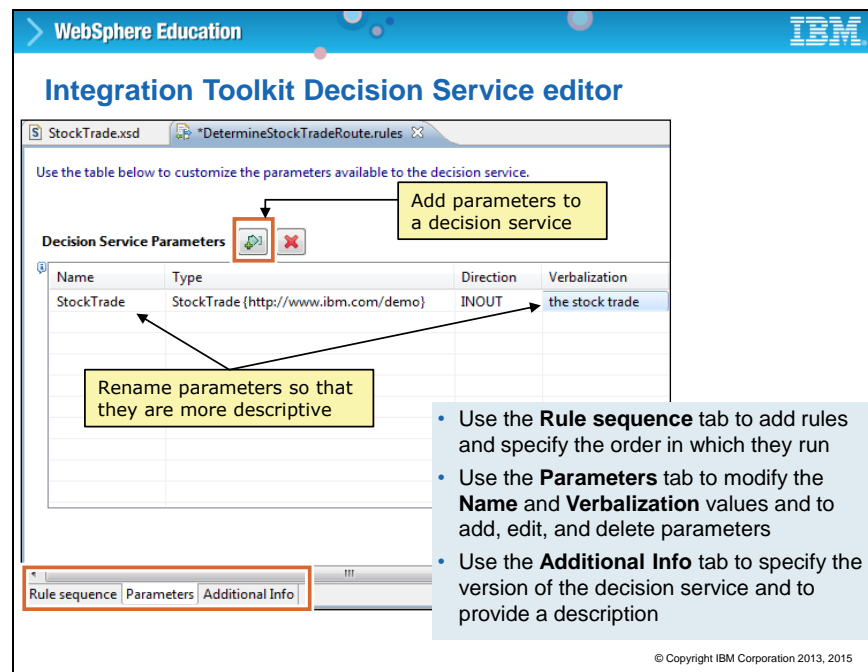 WebSphere Education
IBM
Integration Toolkit Decision Service editor
StockTrade.xsd
*DetermineStockTradeRoute.rules
Use the table below to customize the parameters available to the decision service.
Add parameters to
a decision service
Decision Service Parameters
Name Type Direction Verbalization
StockTrade StockTrade {http://www.ibm.com/demo} INOUT the stock trade
Rename parameters so that
they are more descriptive
• Use the Rule sequence tab to add rules
and specify the order in which they run
• Use the Parameters tab to modify the
Name and Verbalization values and to
add, edit, and delete parameters
• Use the Additional Info tab to specify the
version of the decision service and to
provide a description
Rule sequence Parameters Additional Info
© Copyright IBM Corporation 2013, 2015